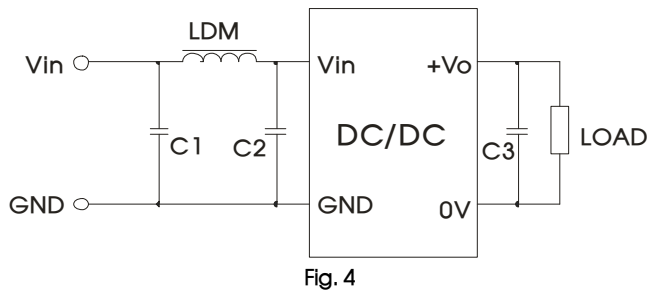 LDM
Vin
Vin
+Vo
C1
C2
DC/DC
C3
LOAD
GND
GND
0V
Fig. 4